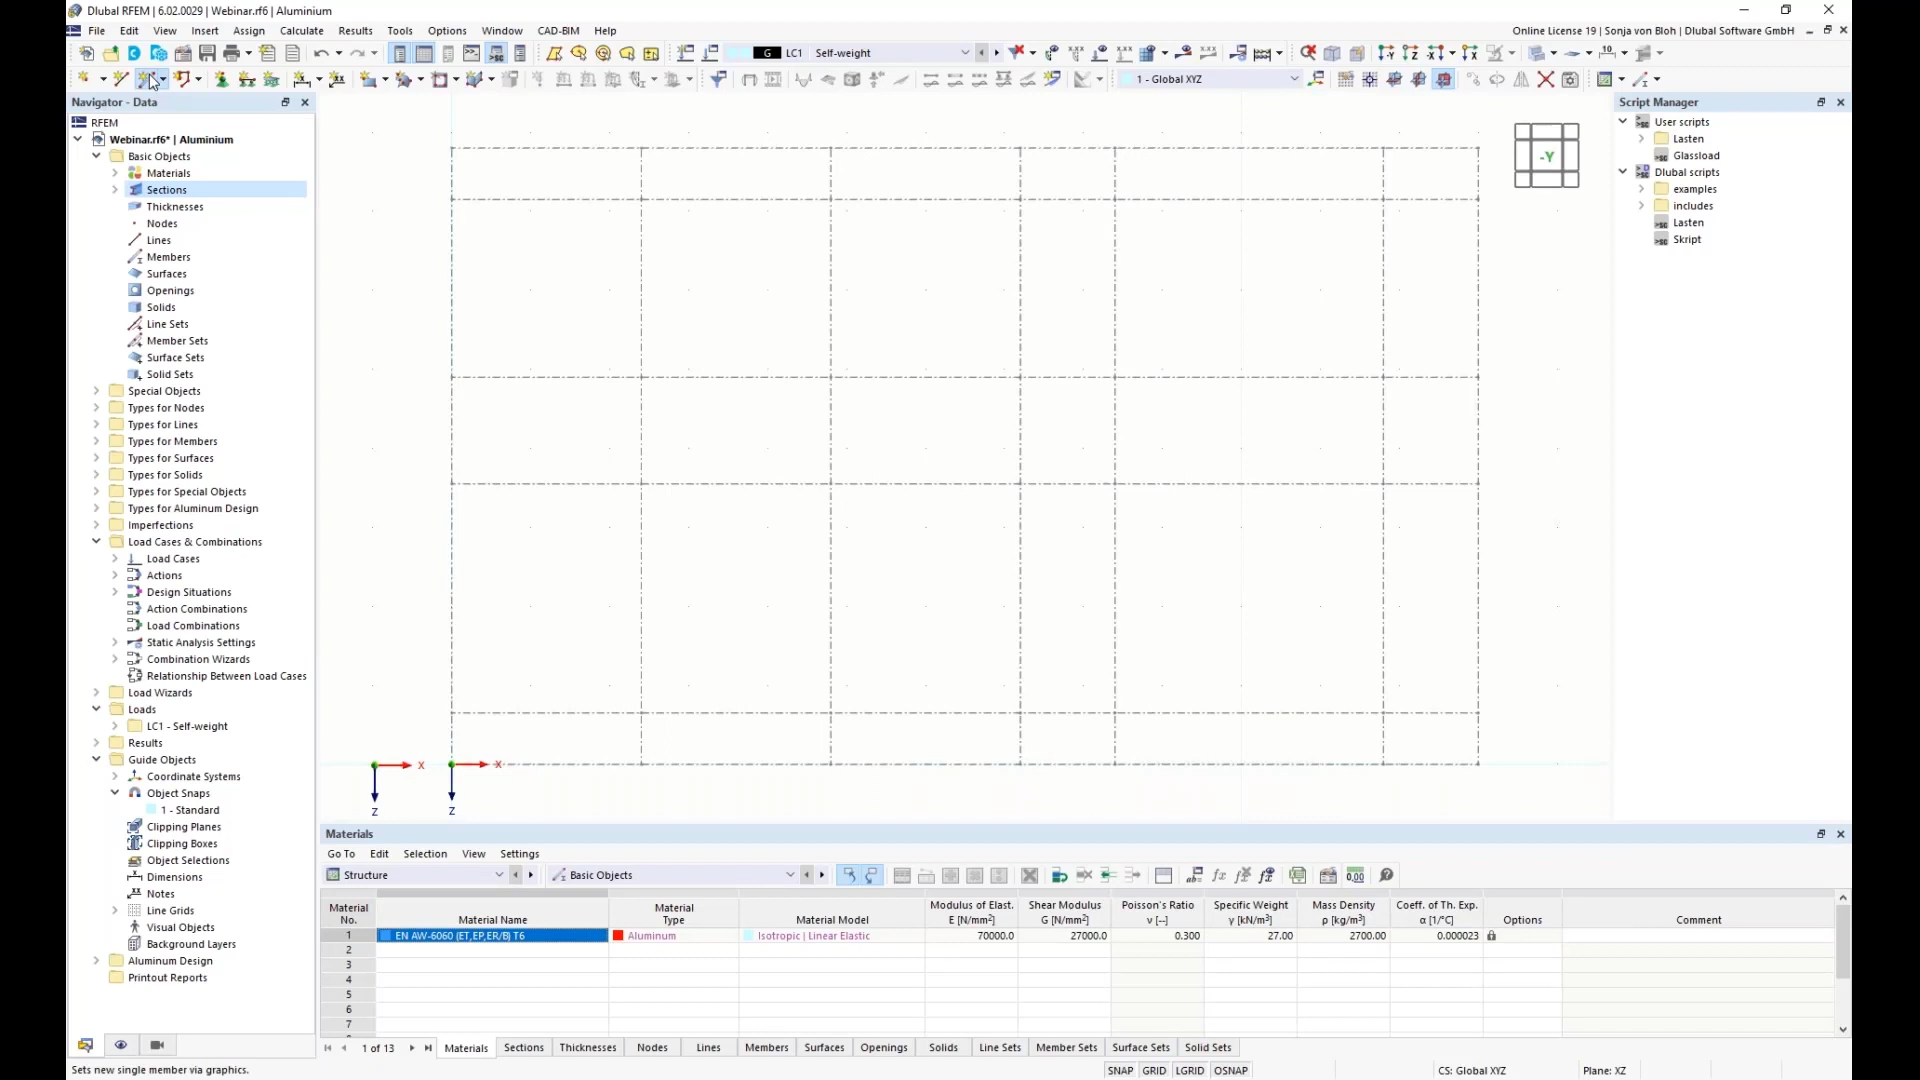 Dlubal RFEM | 6.02.0029 | Webinar.rf6 | Aluminium
File Edit View Insert Assign Calculate Results Tools Options Window CAD-BIM Help
Online License 19 | Sonja von Bloh | Dlubal Software GmbH
G LC1 Self-weight
1 - Global XYZ
Navigator - Data
RFEM
Webinar.rf6* | Aluminium
Basic Objects
Materials
Sections
Thicknesses
Nodes
Lines
Members
Surfaces
Openings
Solids
Line Sets
Member Sets
Surface Sets
Solid Sets
Special Objects
Types for Nodes
Types for Lines
Types for Members
Types for Surfaces
Types for Solids
Types for Special Objects
Types for Aluminum Design
Imperfections
Load Cases & Combinations
Load Cases
Actions
Design Situations
Action Combinations
Load Combinations
Static Analysis Settings
Combination Wizards
Relationship Between Load Cases
Load Wizards
Loads
LC1 - Self-weight
Results
Guide Objects
Coordinate Systems
Object Snaps
1 - Standard
Clipping Planes
Clipping Boxes
Object Selections
Dimensions
Notes
Line Grids
Visual Objects
Background Layers
Aluminum Design
Printout Reports
-Y
X
Z
X
Z
Script Manager
User scripts
Lasten
Glassload
Dlubal scripts
examples
includes
Lasten
Skript
Materials
Go To Edit Selection View Settings
Structure
Basic Objects
Material No. Material Name Material Type Material Model Modulus of Elast. E [N/mm²] Shear Modulus G [N/mm²] Poisson's Ratio ν [--] Specific Weight γ [kN/m³] Mass Density ρ [kg/m³] Coeff. of Th. Exp. α [1/°C] Options Comment
1 EN AW-6060 (ET,EP,ER/B) T6 Aluminum Isotropic | Linear Elastic 70000.0 27000.0 0.300 27.00 2700.00 0.000023
2
3
4
5
6
7
1 of 13 Materials Sections Thicknesses Nodes Lines Members Surfaces Openings Solids Line Sets Member Sets Surface Sets Solid Sets
Sets new single member via graphics.
SNAP GRID LGRID OSNAP
CS: Global XYZ
Plane: XZ